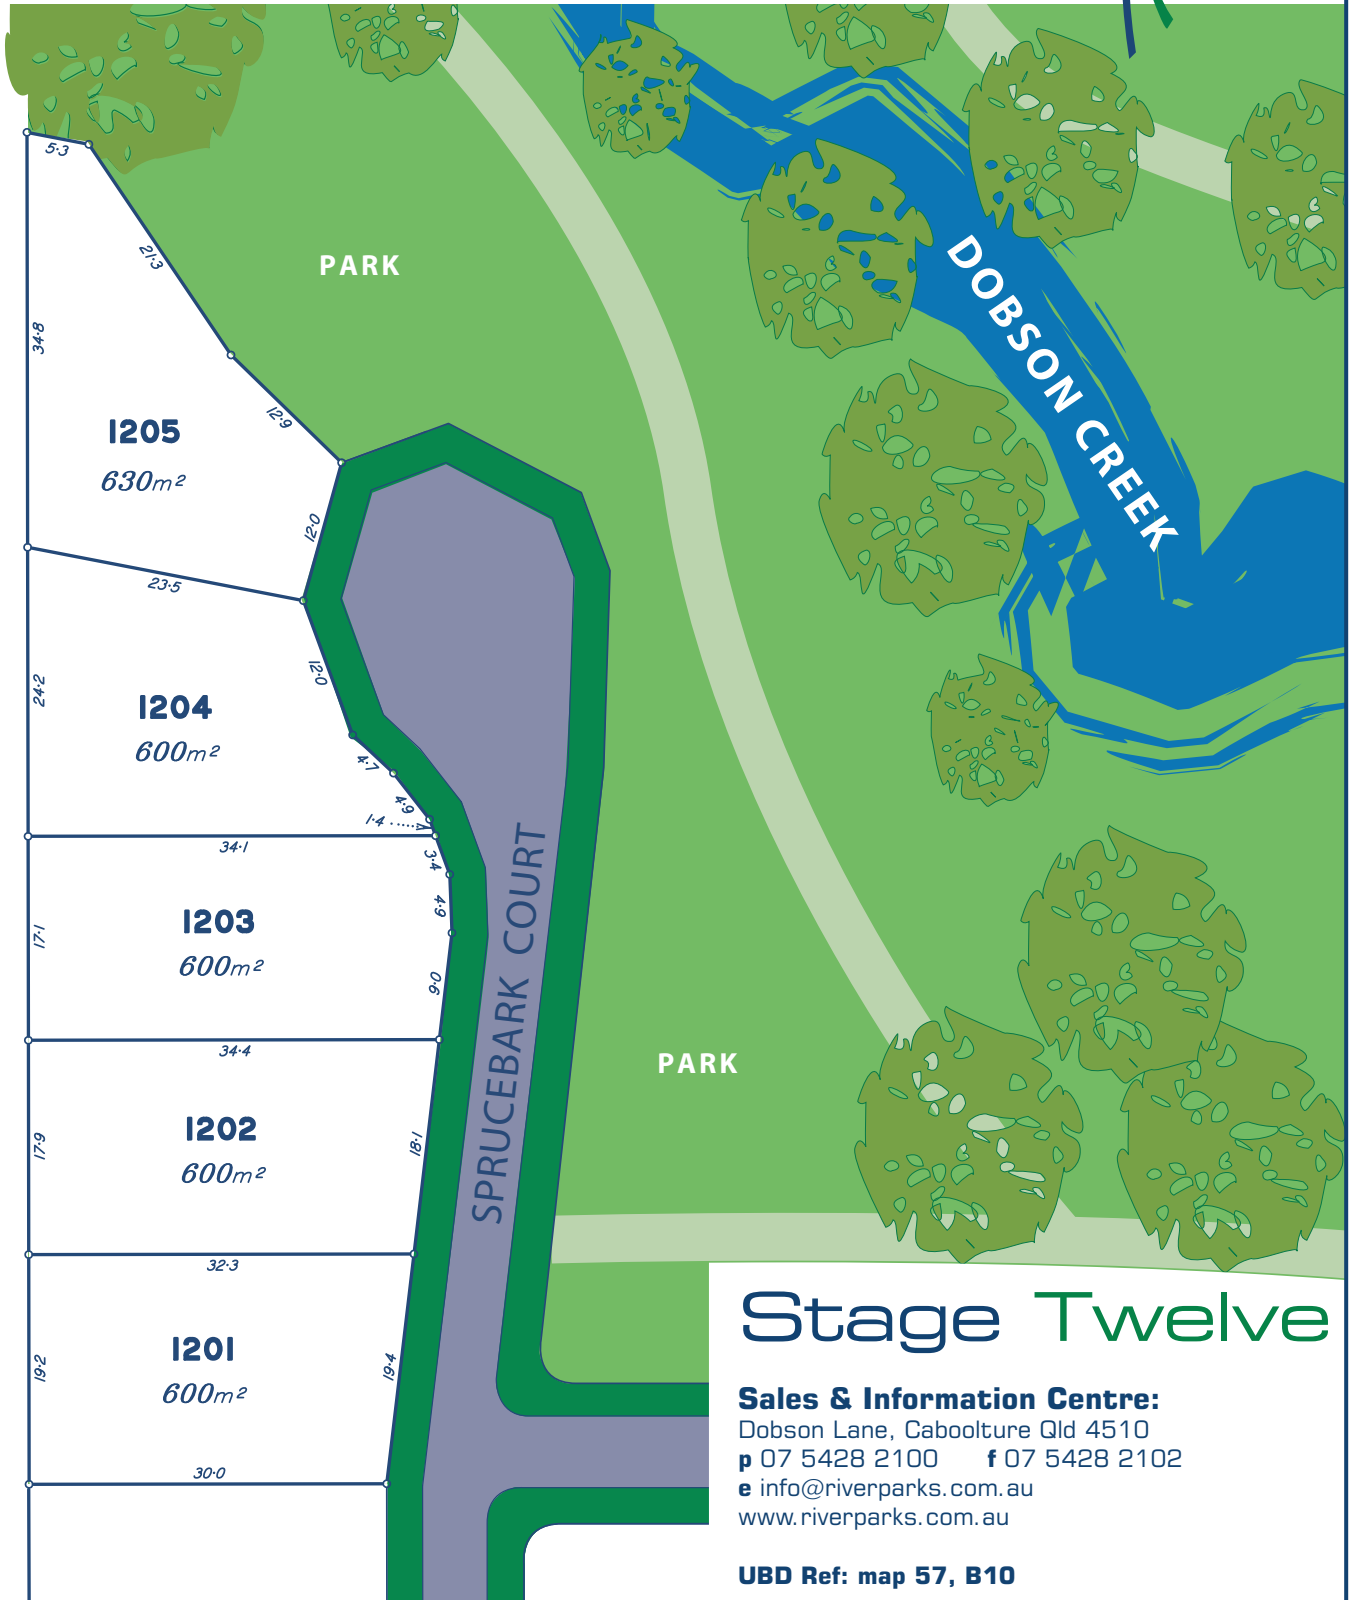 5·3
21·3
PARK
34·8
12·9
1205
630m²
12·0
23·5
DOBSON CREEK
12·0
24·2
1204
600m²
4·7
4·9
1·4
34·1
3·4
4·9
17·1
1203
600m²
9·0
34·4
SPRUCEBARK COURT
PARK
17·9
1202
600m²
18·1
32·3
19·2
1201
600m²
19·4
30·0
Stage Twelve
Sales & Information Centre:
Dobson Lane, Caboolture Qld 4510
p 07 5428 2100 f 07 5428 2102
e info@riverparks.com.au
www.riverparks.com.au
UBD Ref: map 57, B10